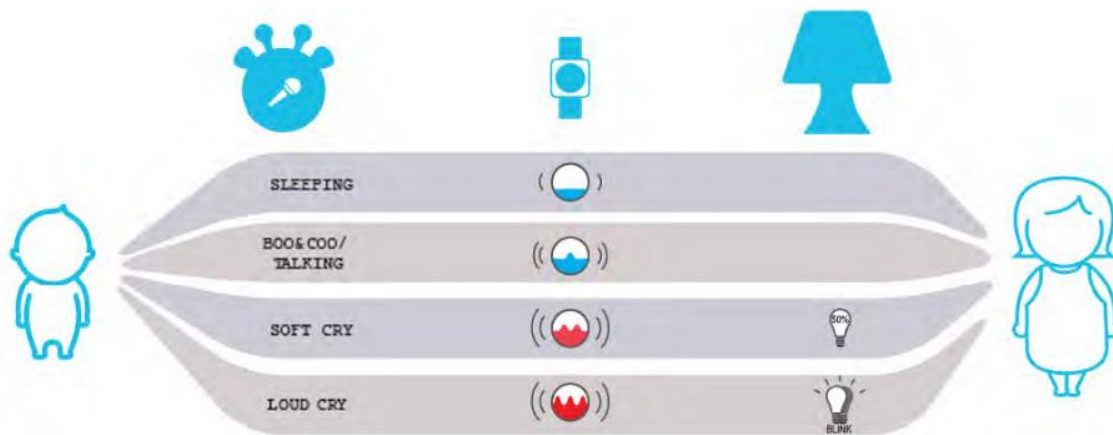 SLEEPING
BOO&COO/
TALKING
SOFT CRY
50%
LOUD CRY
BLINK